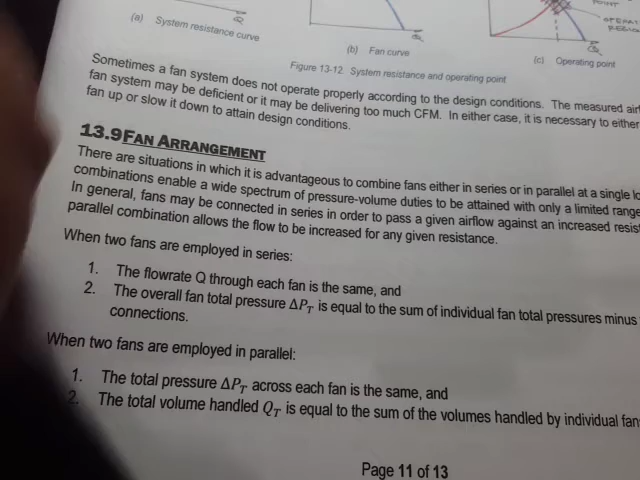 Q
(a) System resistance curve
Q
(b) Fan curve
POINT
Q
(c) Operating point
Figure 13-12. System resistance and operating point
Sometimes a fan system does not operate properly according to the design conditions. The measured
fan system may be deficient or it may be delivering too much CFM. In either case, it is necessary to either
fan up or slow it down to attain design conditions.
13.9 FAN ARRANGEMENT
There are situations in which it is advantageous to combine fans either in series or in parallel at a single
combinations enable a wide spectrum of pressure-volume duties to be attained with only a limited range
In general, fans may be connected in series in order to pass a given airflow against an increased
parallel combination allows the flow to be increased for any given resistance.
When two fans are employed in series:
1. The flowrate Q through each fan is the same, and
2. The overall fan total pressure ΔP_T is equal to the sum of individual fan total pressures minus
connections.
When two fans are employed in parallel:
1. The total pressure ΔP_T across each fan is the same, and
2. The total volume handled Q_T is equal to the sum of the volumes handled by individual fan
Page 11 of 13